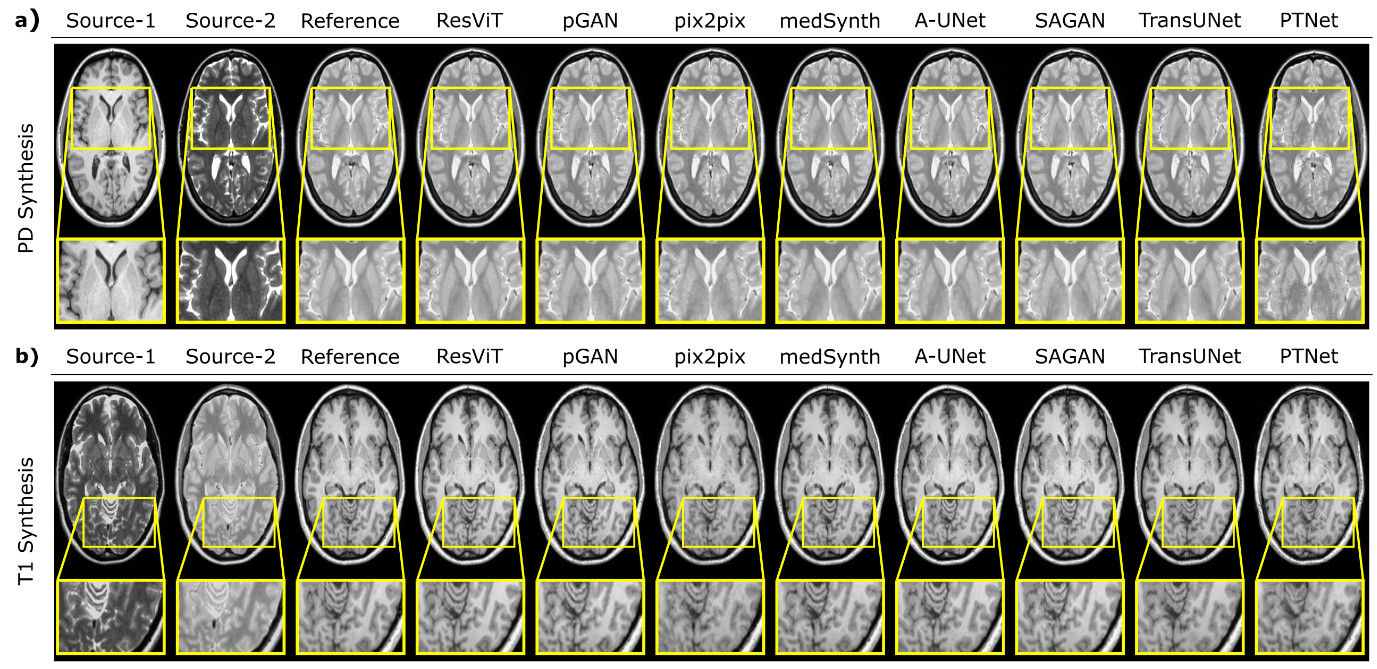 a) Source-1 Source-2 Reference ResViT pGAN pix2pix medSynth A-UNet SAGAN TransUNet PTNet
PD Synthesis
b) Source-1 Source-2 Reference ResViT pGAN pix2pix medSynth A-UNet SAGAN TransUNet PTNet
T1 Synthesis